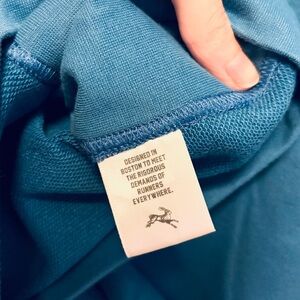 DESIGNED IN
BOSTON TO MEET
THE RIGOROUS
DEMANDS OF
RUNNERS
EVERYWHERE.